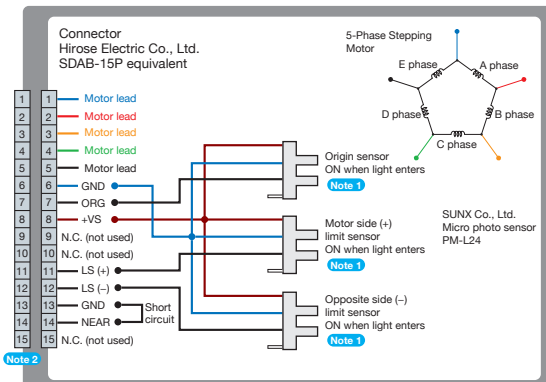 Connector
Hirose Electric Co., Ltd.
SDAB-15P equivalent
5-Phase Stepping
Motor
E phase
A phase
D phase
B phase
C phase
1 1 Motor lead
2 2 Motor lead
3 3 Motor lead
4 4 Motor lead
5 5 Motor lead
6 6 GND
7 7 ORG
8 8 +VS
9 9 N.C. (not used)
10 10 N.C. (not used)
11 11 LS (+)
12 12 LS (–)
13 13 GND
14 14 NEAR
15 15 N.C. (not used)
Short
circuit
Note 2
Origin sensor
ON when light enters
Note 1
Motor side (+)
limit sensor
ON when light enters
Note 1
Opposite side (–)
limit sensor
ON when light enters
Note 1
SUNX Co., Ltd.
Micro photo sensor
PM-L24